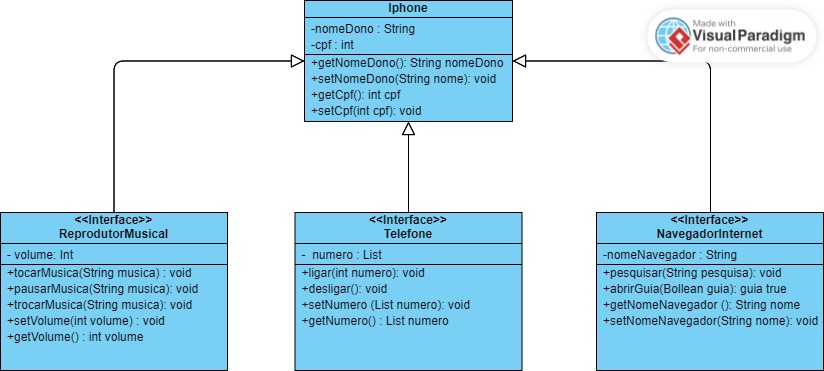 Iphone
-nomeDono : String
-cpf : int
+getNomeDono(): String nomeDono
+setNomeDono(String nome): void
+getCpf(): int cpf
+setCpf(int cpf): void
Made with
VisualParadigm
For non-commercial use
<<Interface>>
ReprodutorMusical
- volume: Int
+tocarMusica(String musica) : void
+pausarMusica(String musica): void
+trocarMusica(String musica): void
+setVolume(int volume) : void
+getVolume() : int volume
<<Interface>>
Telefone
- numero : List
+ligar(int numero): void
+desligar(): void
+setNumero (List numero): void
+getNumero() : List numero
<<Interface>>
NavegadorInternet
-nomeNavegador : String
+pesquisar(String pesquisa): void
+abrirGuia(Bollean guia): guia true
+getNomeNavegador (): String nome
+setNomeNavegador(String nome): void